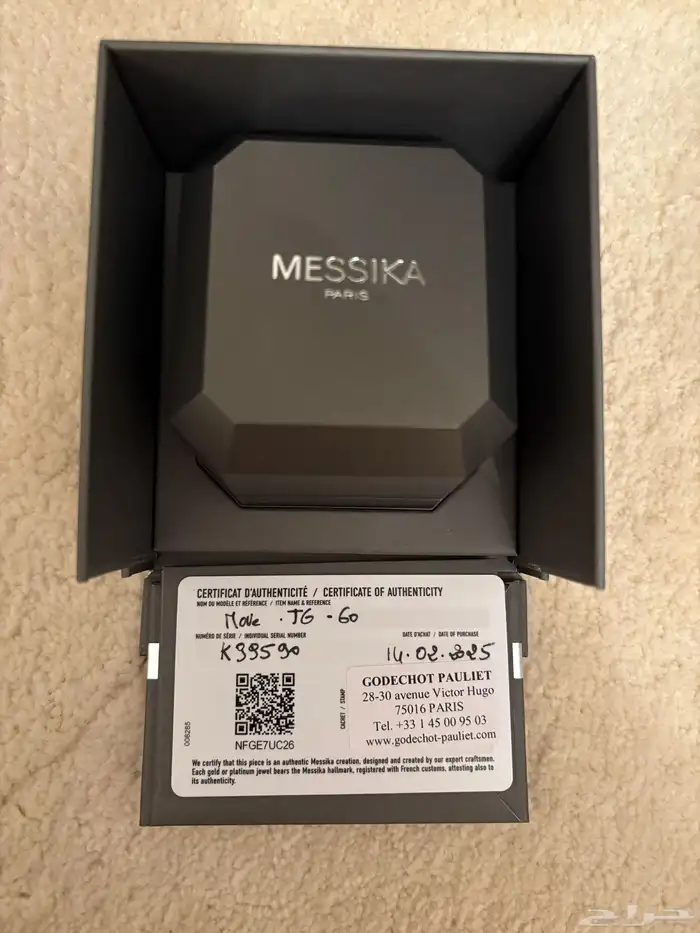 MESSIKA
PARIS
CERTIFICAT D'AUTHENTICITÉ / CERTIFICATE OF AUTHENTICITY
NOM DU MODÈLE ET RÉFÉRENCE / ITEM NAME & REFERENCE
Move . TG - 60
NUMÉRO DE SÉRIE / INDIVIDUAL SERIAL NUMBER
DATE D'ACHAT / DATE OF PURCHASE
K39590
14.02.2025
006285
NFGE7UC26
CACHET / STAMP
GODECHOT PAULIET
28-30 avenue Victor Hugo
75016 PARIS
Tel. +33 1 45 00 95 03
www.godechot-pauliet.com
We certify that this piece is an authentic Messika creation, designed and created by our expert craftsmen.
Each gold or platinum jewel bears the Messika hallmark, registered with French customs, attesting also to
its authenticity.
حراج